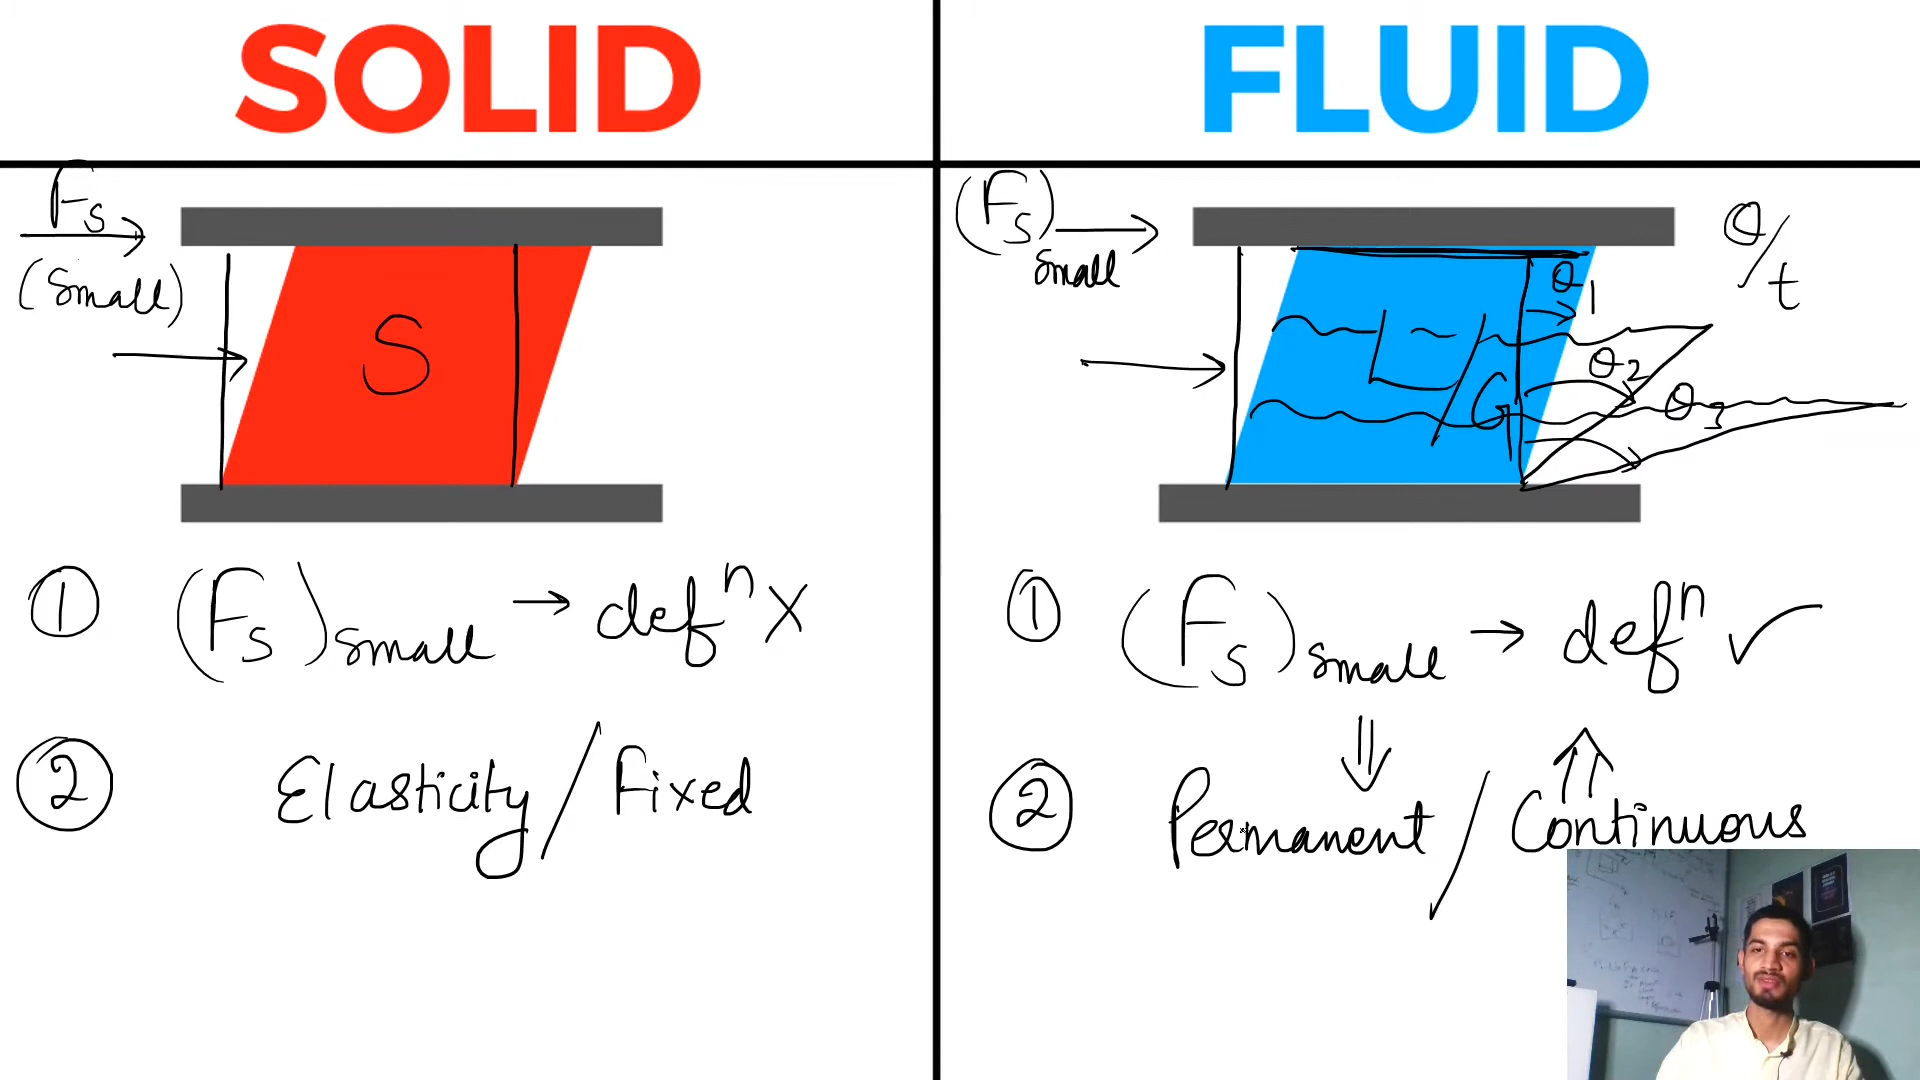 SOLID
FLUID
Fs
(Small)
S
(Fs)small
θ/t
θ1
θ2
θ3
L/G
① (Fs)small → defⁿ X
② Elasticity / Fixed
① (Fs)small → defⁿ ✓
② Permanent / Continuous